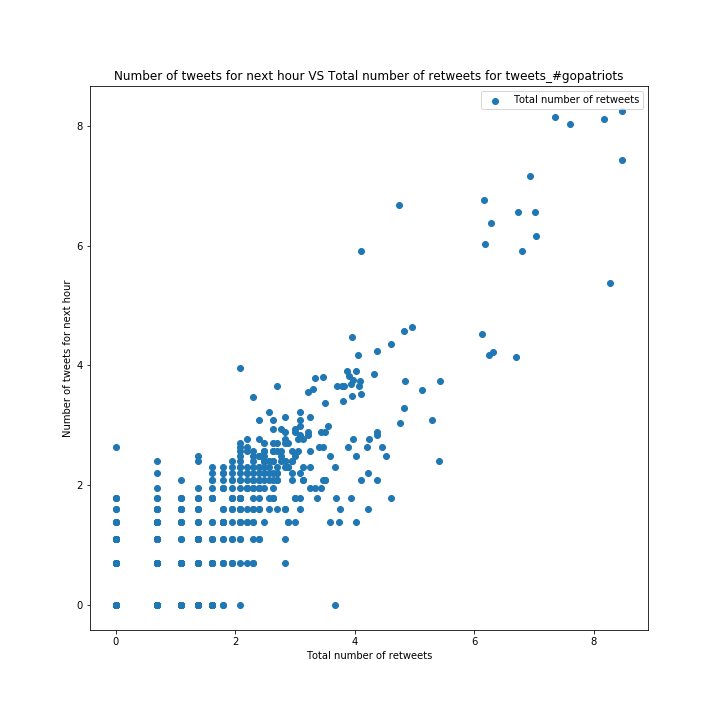 Number of tweets for next hour VS Total number of retweets for tweets_#gopatriots
Total number of retweets
8
6
4
2
0
Number of tweets for next hour
0 2 4 6 8
Total number of retweets